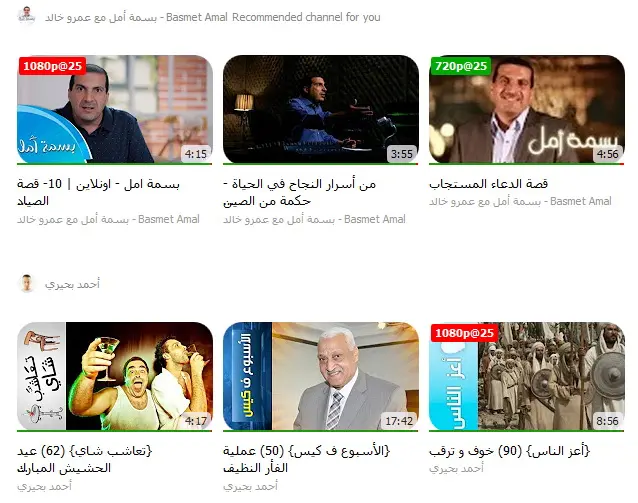 بسمة أمل مع عمرو خالد - Basmet Amal Recommended channel for you
1080p@25
بسمة أمل
4:15
3:55
720p@25
بسمة أمل
4:56
بسمة امل - اونلاين | 10- قصة
الصياد
بسمة أمل مع عمرو خالد - Basmet Amal
من أسرار النجاح في الحياة -
حكمة من الصين
بسمة أمل مع عمرو خالد - Basmet Amal
قصة الدعاء المستجاب
بسمة أمل مع عمرو خالد - Basmet Amal
أحمد بحيري
تعاشب شاي
4:17
الأسبوع ف كيس
17:42
1080p@25
أعز الناس
8:56
{تعاشب شاي} (62) عيد
الحشيش المبارك
أحمد بحيري
{الأسبوع ف كيس} (50) عملية
الفأر النظيف
أحمد بحيري
{أعز الناس} (90) خوف و ترقب
أحمد بحيري